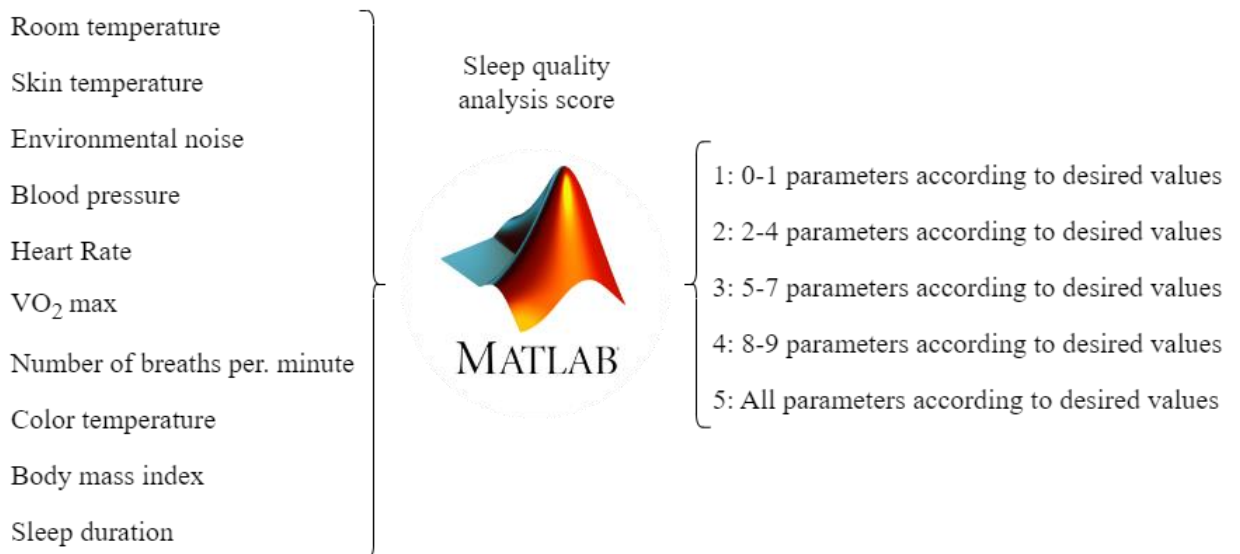 Room temperature
Skin temperature
Environmental noise
Blood pressure
Heart Rate
VO₂ max
Number of breaths per. minute
Color temperature
Body mass index
Sleep duration
Sleep quality
analysis score
MATLAB
1: 0-1 parameters according to desired values
2: 2-4 parameters according to desired values
3: 5-7 parameters according to desired values
4: 8-9 parameters according to desired values
5: All parameters according to desired values